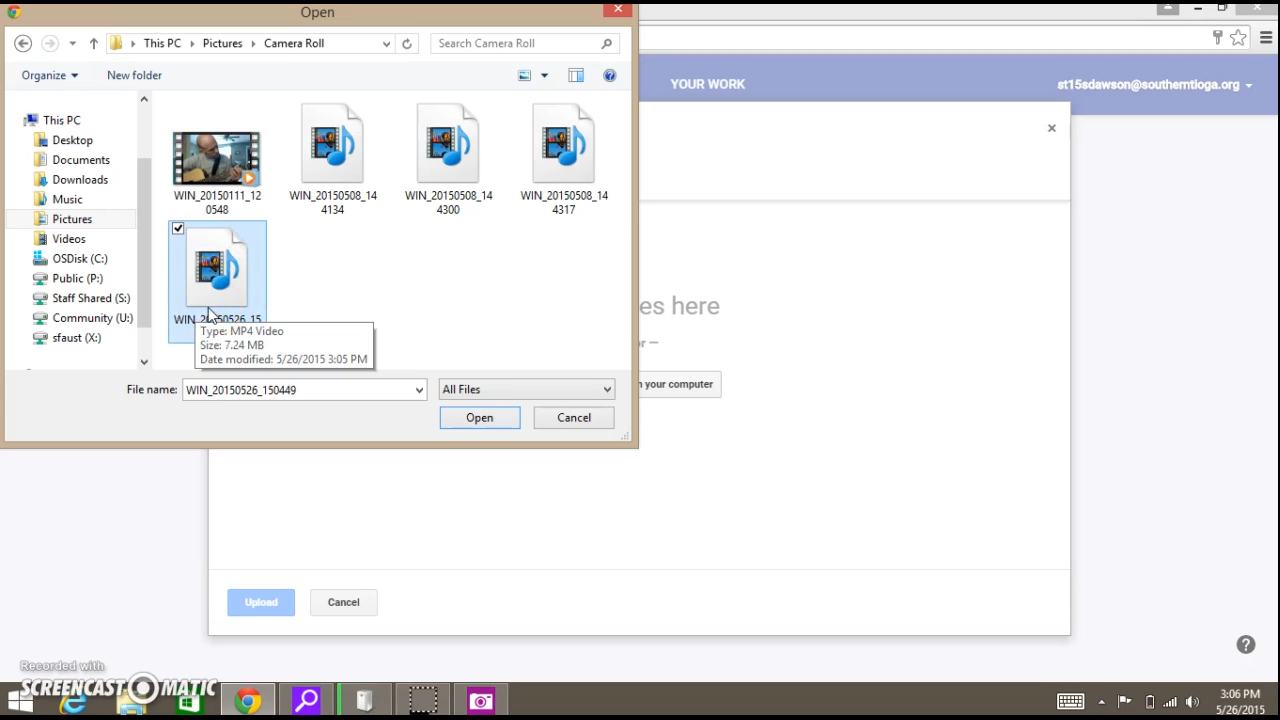 Open
This PC
Pictures
Camera Roll
Search Camera Roll
Organize
New folder
YOUR WORK
st15sdawson@southerntioga.org
This PC
Desktop
Documents
Downloads
Music
Pictures
Videos
OSDisk (C:)
Public (P:)
Staff Shared (S:)
Community (U:)
sfaust (X:)
WIN_20150111_12
0548
WIN_20150508_14
4134
WIN_20150508_14
4300
WIN_20150508_14
4317
WIN_20150526_15
Type: MP4 Video
Size: 7.24 MB
Date modified: 5/26/2015 3:05 PM
File name:
WIN_20150526_150449
All Files
Open
Cancel
here
your computer
Upload
Cancel
Recorded with
SCREENCAST-O-MATIC
3:06 PM
5/26/2015